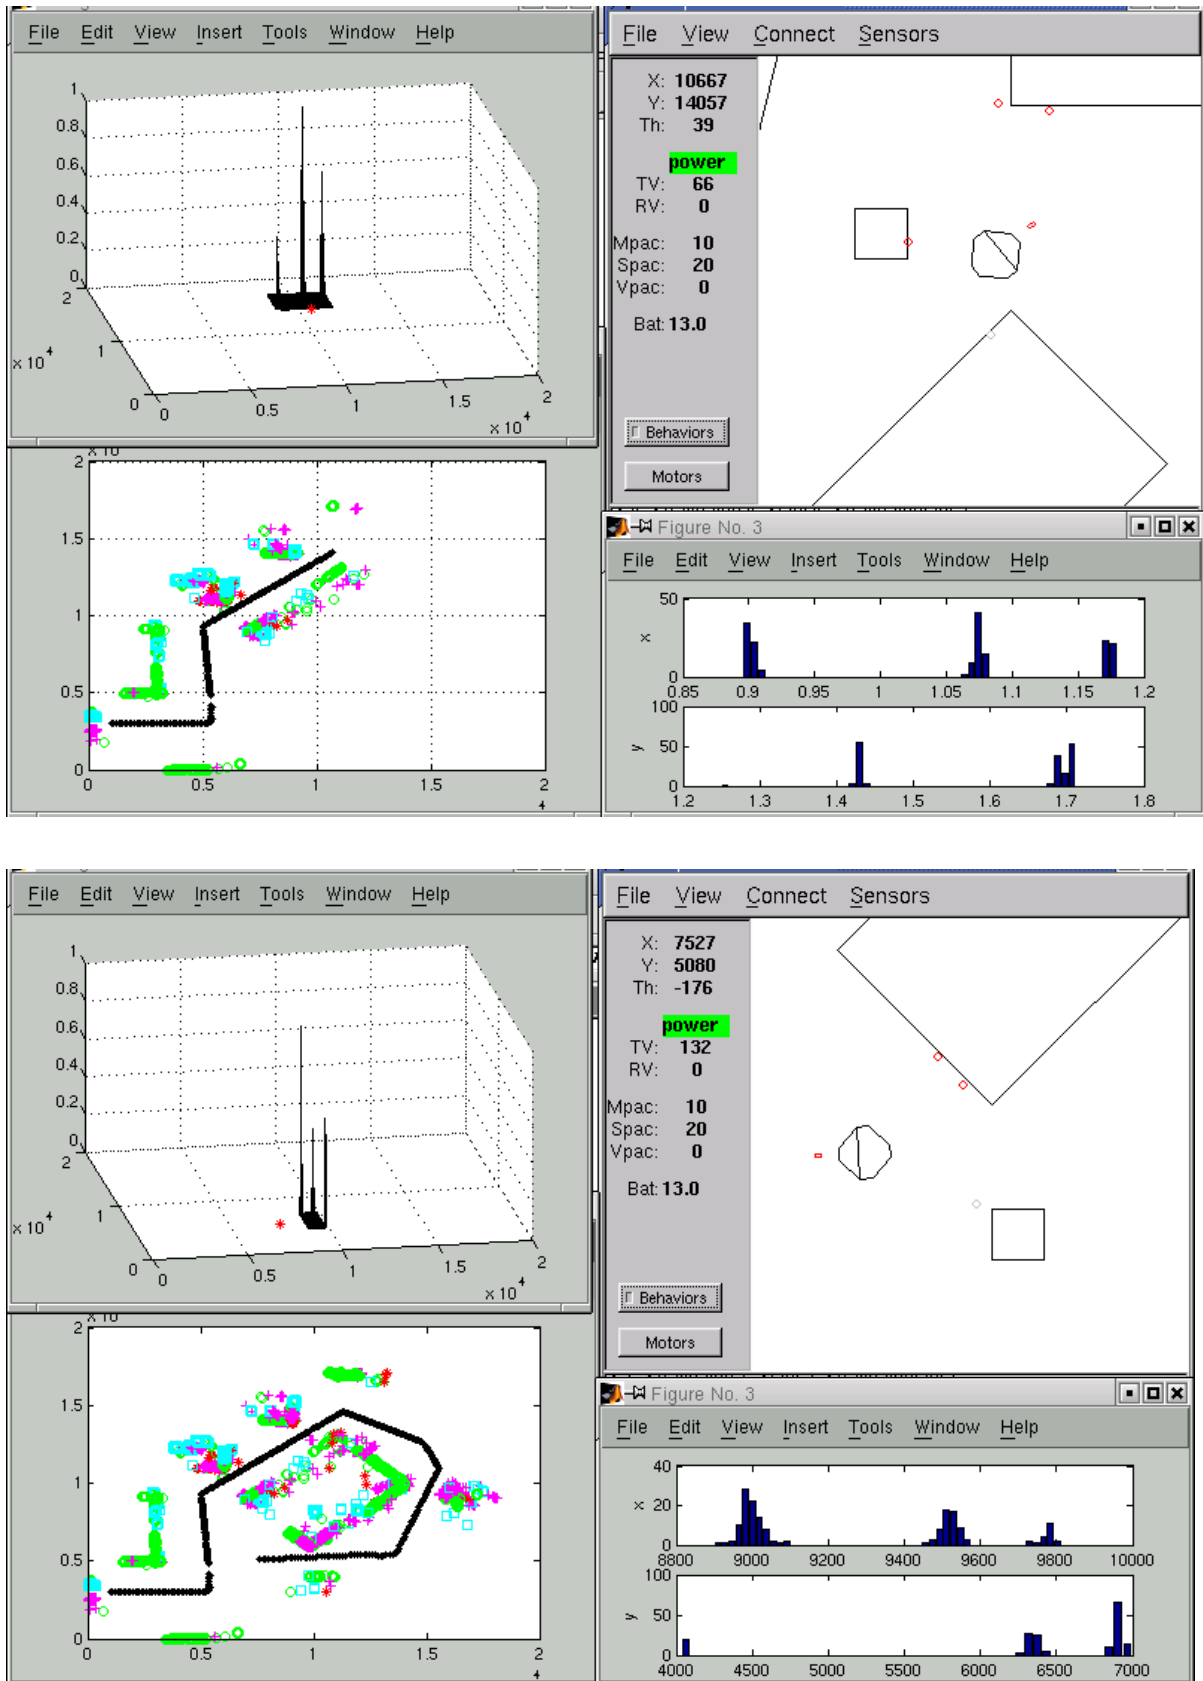 File Edit View Insert Tools Window Help
1
0.8
0.6
0.4
0.2
0
2
1
x 10 4
0
0
0.5
1
1.5
2
x 10 4
File View Connect Sensors
X: 10667
Y: 14057
Th: 39
power
TV: 66
RV: 0
Mpac: 10
Spac: 20
Vpac: 0
Bat: 13.0
Behaviors
Motors
2
1.5
1
0.5
0
0 0.5 1 1.5 2
4
Figure No. 3
File Edit View Insert Tools Window Help
50
x
0
0.85 0.9 0.95 1 1.05 1.1 1.15 1.2
100
y
50
0
1.2 1.3 1.4 1.5 1.6 1.7 1.8
File Edit View Insert Tools Window Help
1
0.8
0.6
0.4
0.2
0
2
1
x 10 4
0
0
0.5
1
1.5
2
x 10 4
File View Connect Sensors
X: 7527
Y: 5080
Th: -176
power
TV: 132
RV: 0
Mpac: 10
Spac: 20
Vpac: 0
Bat: 13.0
Behaviors
Motors
2
1.5
1
0.5
0
0 0.5 1 1.5 2
4
Figure No. 3
File Edit View Insert Tools Window Help
40
x
20
0
8800 9000 9200 9400 9600 9800 10000
100
y
50
0
4000 4500 5000 5500 6000 6500 7000